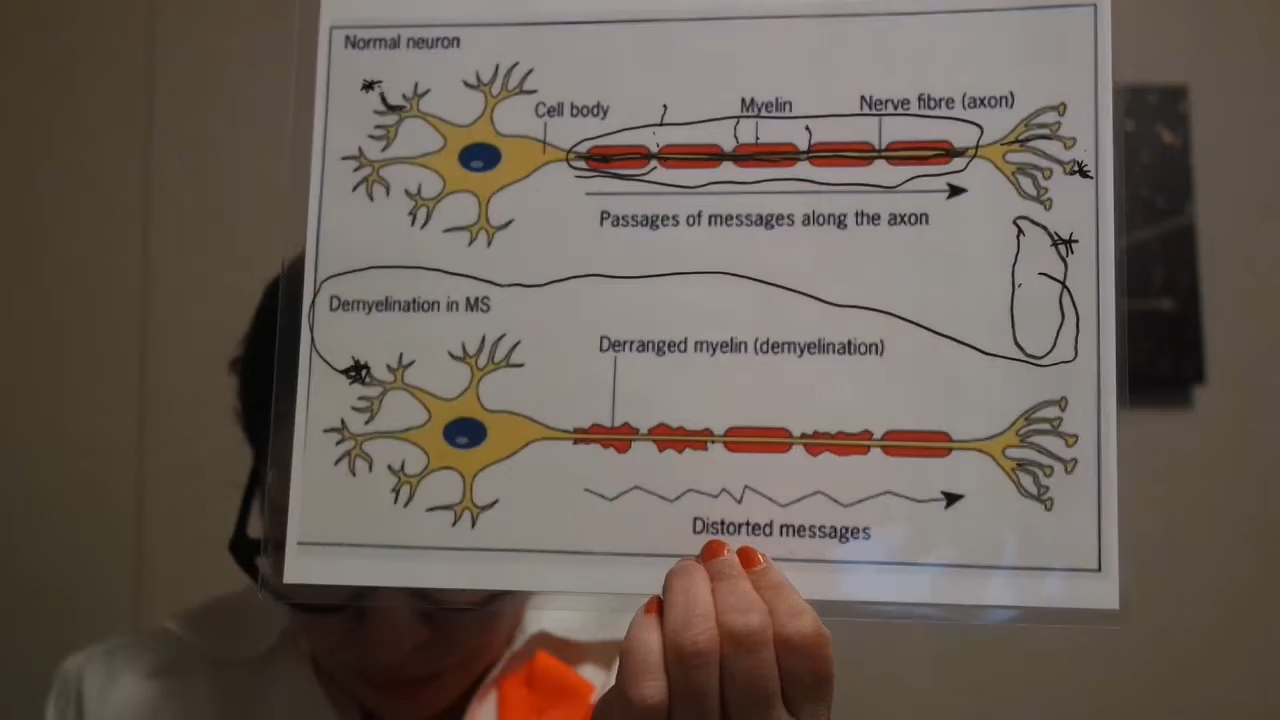 Normal neuron
Cell body
Myelin
Nerve fibre (axon)
Passages of messages along the axon
Demyelination in MS
Derranged myelin (demyelination)
Distorted messages